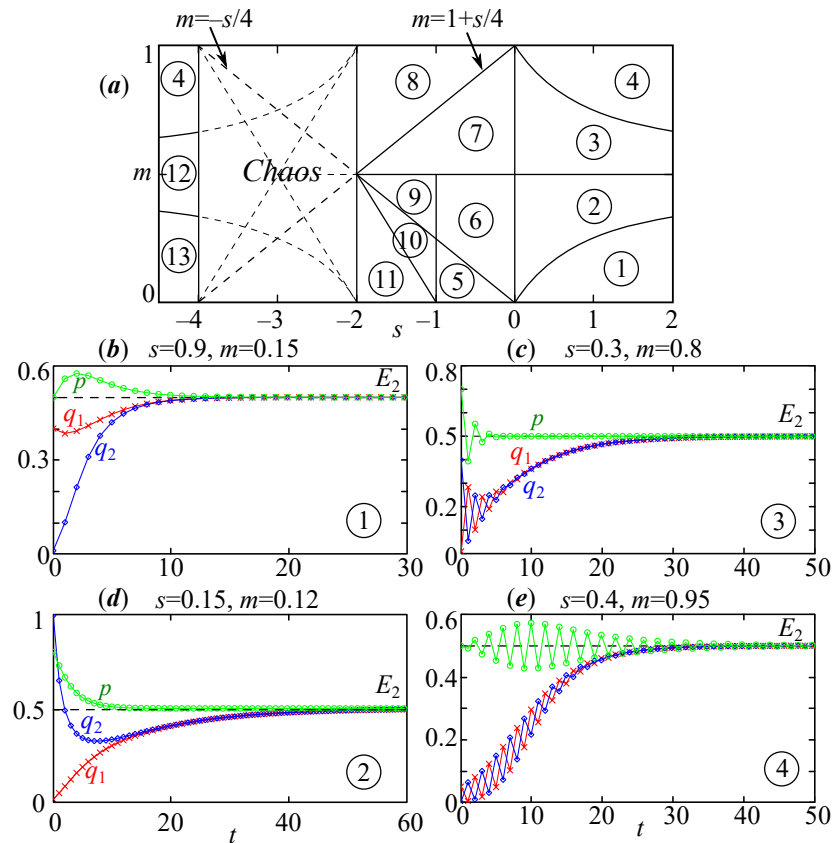 m=–s/4
m=1+s/4
1
(a)
4
8
4
7
3
m
12
Chaos
9
6
2
10
13
11
5
1
0
–4
–3
–2
s
–1
0
1
2
(b)
s=0.9, m=0.15
(c)
s=0.3, m=0.8
0.6
p
E2
q1
0.3
q2
1
0
0
10
20
30
0.8
E2
p
0.5
q1
q2
3
0
0
10
20
30
40
50
(d)
s=0.15, m=0.12
(e)
s=0.4, m=0.95
1
p
E2
0.5
q2
q1
2
0
0
20
t
40
60
0.6
E2
p
0.4
q1
0.2
q2
4
0
0
10
20
t
30
40
50